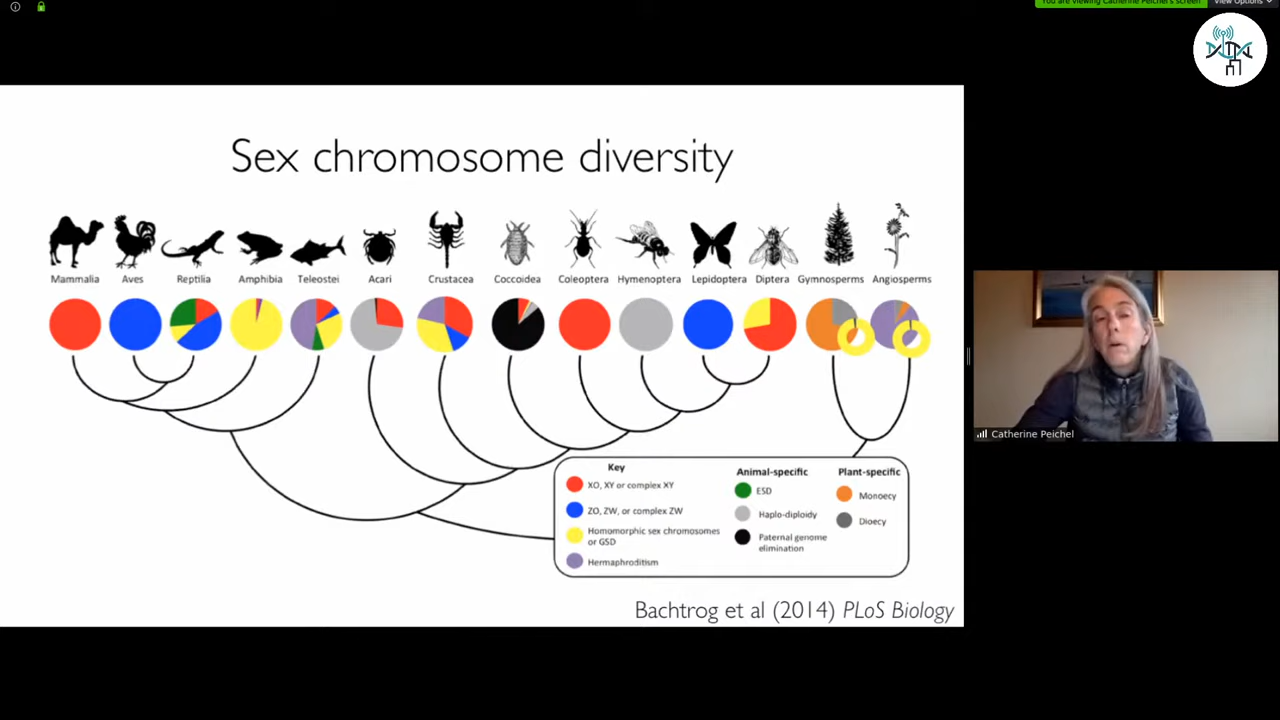 You are viewing Catherine Peichel's screen
View Options
Sex chromosome diversity
Mammalia Aves Reptilia Amphibia Teleostei Acari Crustacea Coccoidea Coleoptera Hymenoptera Lepidoptera Diptera Gymnosperms Angiosperms
Key
XO, XY or complex XY
ZO, ZW, or complex ZW
Homomorphic sex chromosomes
or GSD
Hermaphroditism
Animal-specific
ESD
Haplo-diploidy
Paternal genome
elimination
Plant-specific
Monoecy
Dioecy
Bachtrog et al (2014) PLoS Biology
Catherine Peichel